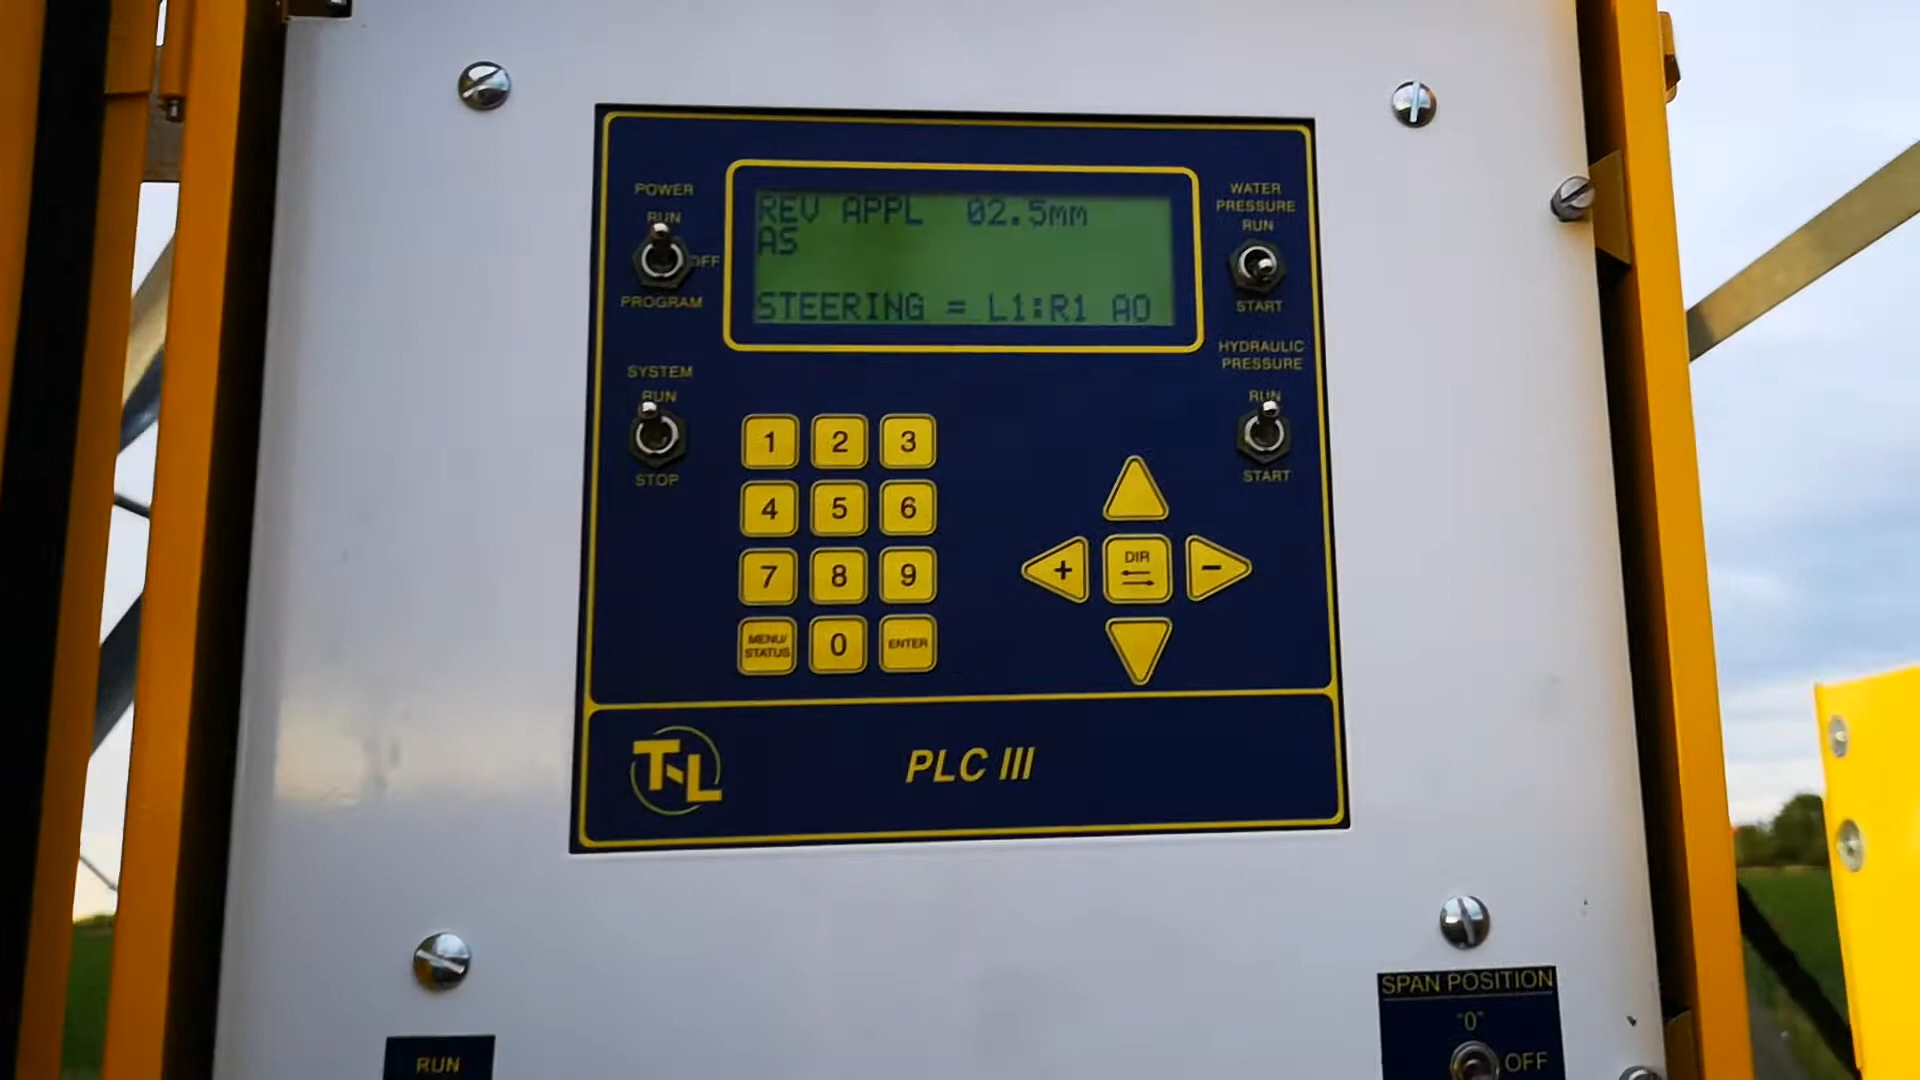 POWER
RUN
OFF
PROGRAM
REV APPL 02.5mm
AS
STEERING = L1:R1 AO
WATER
PRESSURE
RUN
START
HYDRAULIC
PRESSURE
RUN
START
SYSTEM
RUN
STOP
1 2 3
4 5 6
7 8 9
MENU/
STATUS
0
ENTER
+
DIR
-
T-L
PLC III
RUN
SPAN POSITION
"0"
OFF